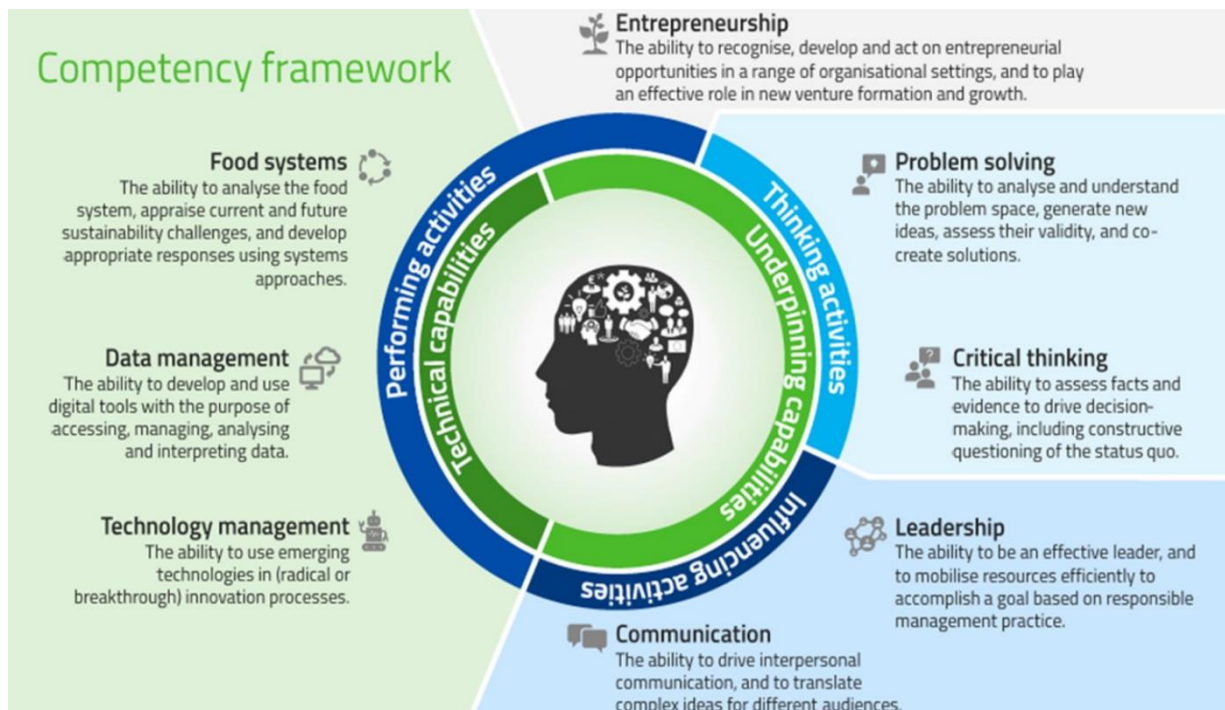 Competency framework
Entrepreneurship
The ability to recognise, develop and act on entrepreneurial
opportunities in a range of organisational settings, and to play
an effective role in new venture formation and growth.
Food systems
The ability to analyse the food
system, appraise current and future
sustainability challenges, and develop
appropriate responses using systems
approaches.
Data management
The ability to develop and use
digital tools with the purpose of
accessing, managing, analysing
and interpreting data.
Technology management
The ability to use emerging
technologies in (radical or
breakthrough) innovation processes.
Performing activities
Technical capabilities
Thinking activities
Underpinning capabilities
Influencing activities
Problem solving
The ability to analyse and understand
the problem space, generate new
ideas, assess their validity, and co-
create solutions.
Critical thinking
The ability to assess facts and
evidence to drive decision-
making, including constructive
questioning of the status quo.
Leadership
The ability to be an effective leader, and
to mobilise resources efficiently to
accomplish a goal based on responsible
management practice.
Communication
The ability to drive interpersonal
communication, and to translate
complex ideas for different audiences.